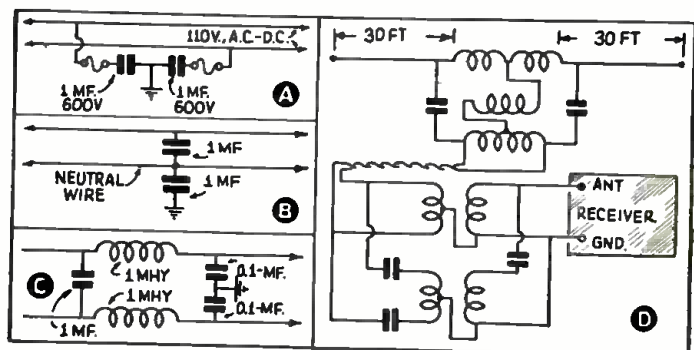 110V., A.C.-D.C.
1 MF.
600V
1 MF.
600V
A
1 MF
NEUTRAL
WIRE
1 MF
B
C
1 MHY
1 MHY
1 MF.
0.1-MF.
0.1-MF.
30 FT
30 FT
ANT
RECEIVER
GND.
D